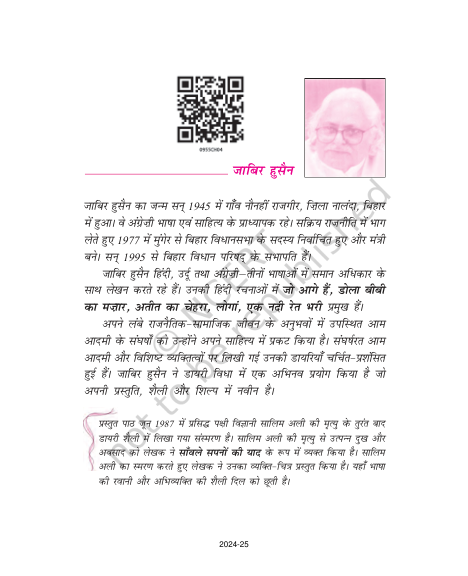 0955CH04
जाबिर हुसैन
जाबिर हुसैन का जन्म सन् 1945 में गाँव नौनहीं राजगीर, ज़िला नालंदा, बिहार
में हुआ। वे अंग्रेज़ी भाषा एवं साहित्य के प्राध्यापक रहे। सक्रिय राजनीति में भाग
लेते हुए 1977 में मुंगेर से बिहार विधानसभा के सदस्य निर्वाचित हुए और मंत्री
बने। सन् 1995 से बिहार विधान परिषद् के सभापति हैं।
जाबिर हुसैन हिंदी, उर्दू तथा अंग्रेज़ी–तीनों भाषाओं में समान अधिकार के
साथ लेखन करते रहे हैं। उनकी हिंदी रचनाओं में जो आगे हैं, डोला बीबी
का मज़ार, अतीत का चेहरा, लोगां, एक नदी रेत भरी प्रमुख हैं।
अपने लंबे राजनैतिक-सामाजिक जीवन के अनुभवों में उपस्थित आम
आदमी के संघर्षों को उन्होंने अपने साहित्य में प्रकट किया है। संघर्षरत आम
आदमी और विशिष्ट व्यक्तित्वों पर लिखी गई उनकी डायरियाँ चर्चित-प्रशंसित
हुई हैं। जाबिर हुसैन ने डायरी विधा में एक अभिनव प्रयोग किया है जो
अपनी प्रस्तुति, शैली और शिल्प में नवीन है।
प्रस्तुत पाठ जून 1987 में प्रसिद्ध पक्षी विज्ञानी सालिम अली की मृत्यु के तुरंत बाद
डायरी शैली में लिखा गया संस्मरण है। सालिम अली की मृत्यु से उत्पन्न दुख और
अवसाद को लेखक ने साँवले सपनों की याद के रूप में व्यक्त किया है। सालिम
अली का स्मरण करते हुए लेखक ने उनका व्यक्ति-चित्र प्रस्तुत किया है। यहाँ भाषा
की रवानी और अभिव्यक्ति की शैली दिल को छूती है।
© NCERT
not to be republished
2024-25